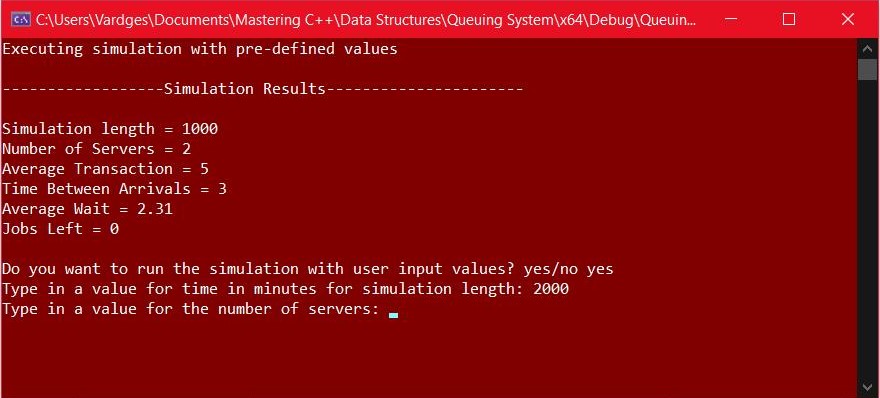 C:\Users\Vardges\Documents\Mastering C++\Data Structures\Queuing System\x64\Debug\Queuin...
Executing simulation with pre-defined values
------------------Simulation Results----------------------
Simulation length = 1000
Number of Servers = 2
Average Transaction = 5
Time Between Arrivals = 3
Average Wait = 2.31
Jobs Left = 0
Do you want to run the simulation with user input values? yes/no yes
Type in a value for time in minutes for simulation length: 2000
Type in a value for the number of servers: